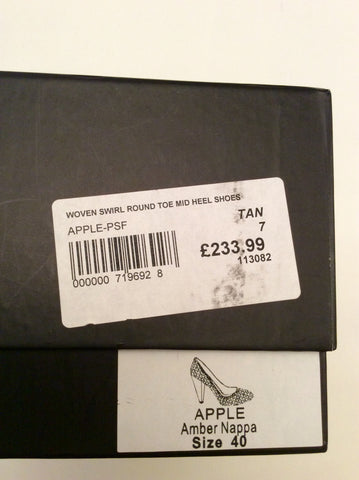 WOVEN SWIRL ROUND TOE MID HEEL SHOES
APPLE-PSF
TAN
7
£233.99
113082
000000 719692 8
APPLE
Amber Nappa
Size 40